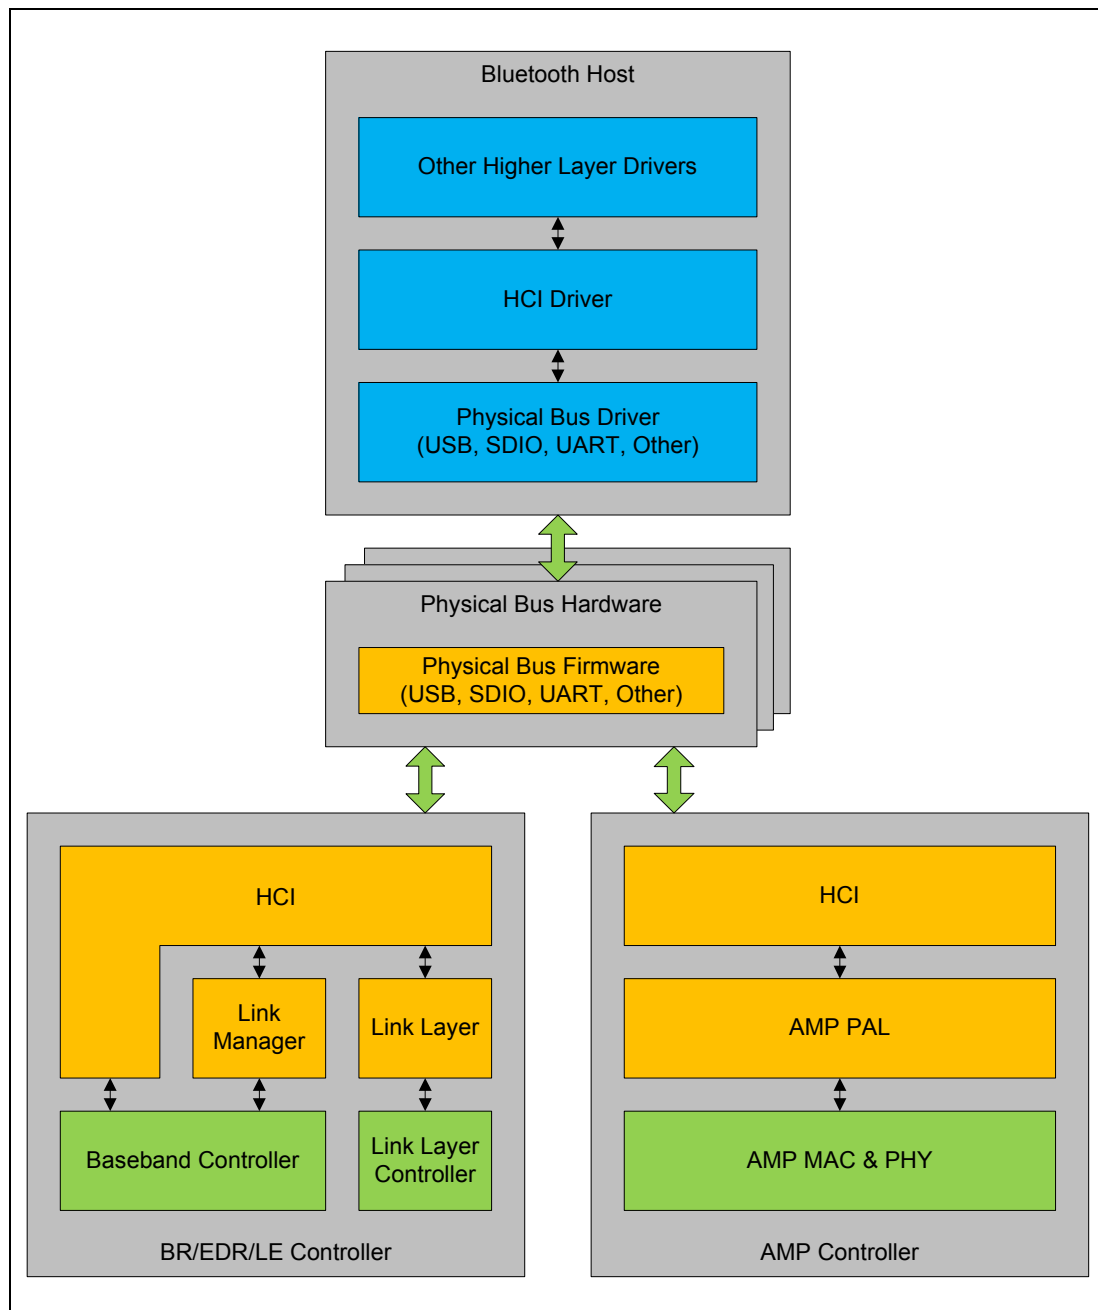 Bluetooth Host
Other Higher Layer Drivers
HCI Driver
Physical Bus Driver
(USB, SDIO, UART, Other)
Physical Bus Hardware
Physical Bus Firmware
(USB, SDIO, UART, Other)
HCI
Link
Manager
Link Layer
Baseband Controller
Link Layer
Controller
BR/EDR/LE Controller
HCI
AMP PAL
AMP MAC & PHY
AMP Controller